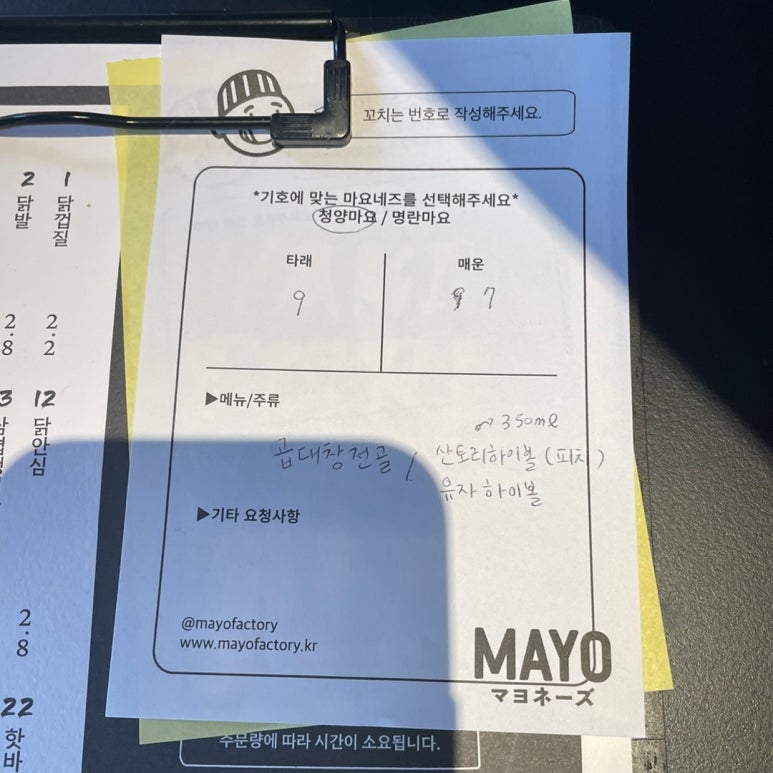 꼬치는 번호로 작성해주세요.
*기호에 맞는 마요네즈를 선택해주세요*
청양마요 / 명란마요
타래
매운
9
7
▶메뉴/주류
350ml
곱대창전골 / 산토리하이볼 (피치)
유자하이볼
▶기타 요청사항
@mayofactory
www.mayofactory.kr
MAYO
マヨネーズ
주문량에 따라 시간이 소요됩니다.
1
닭껍질
2.2
2
닭발
2.8
12
닭안심
3
2.8
22
핫바